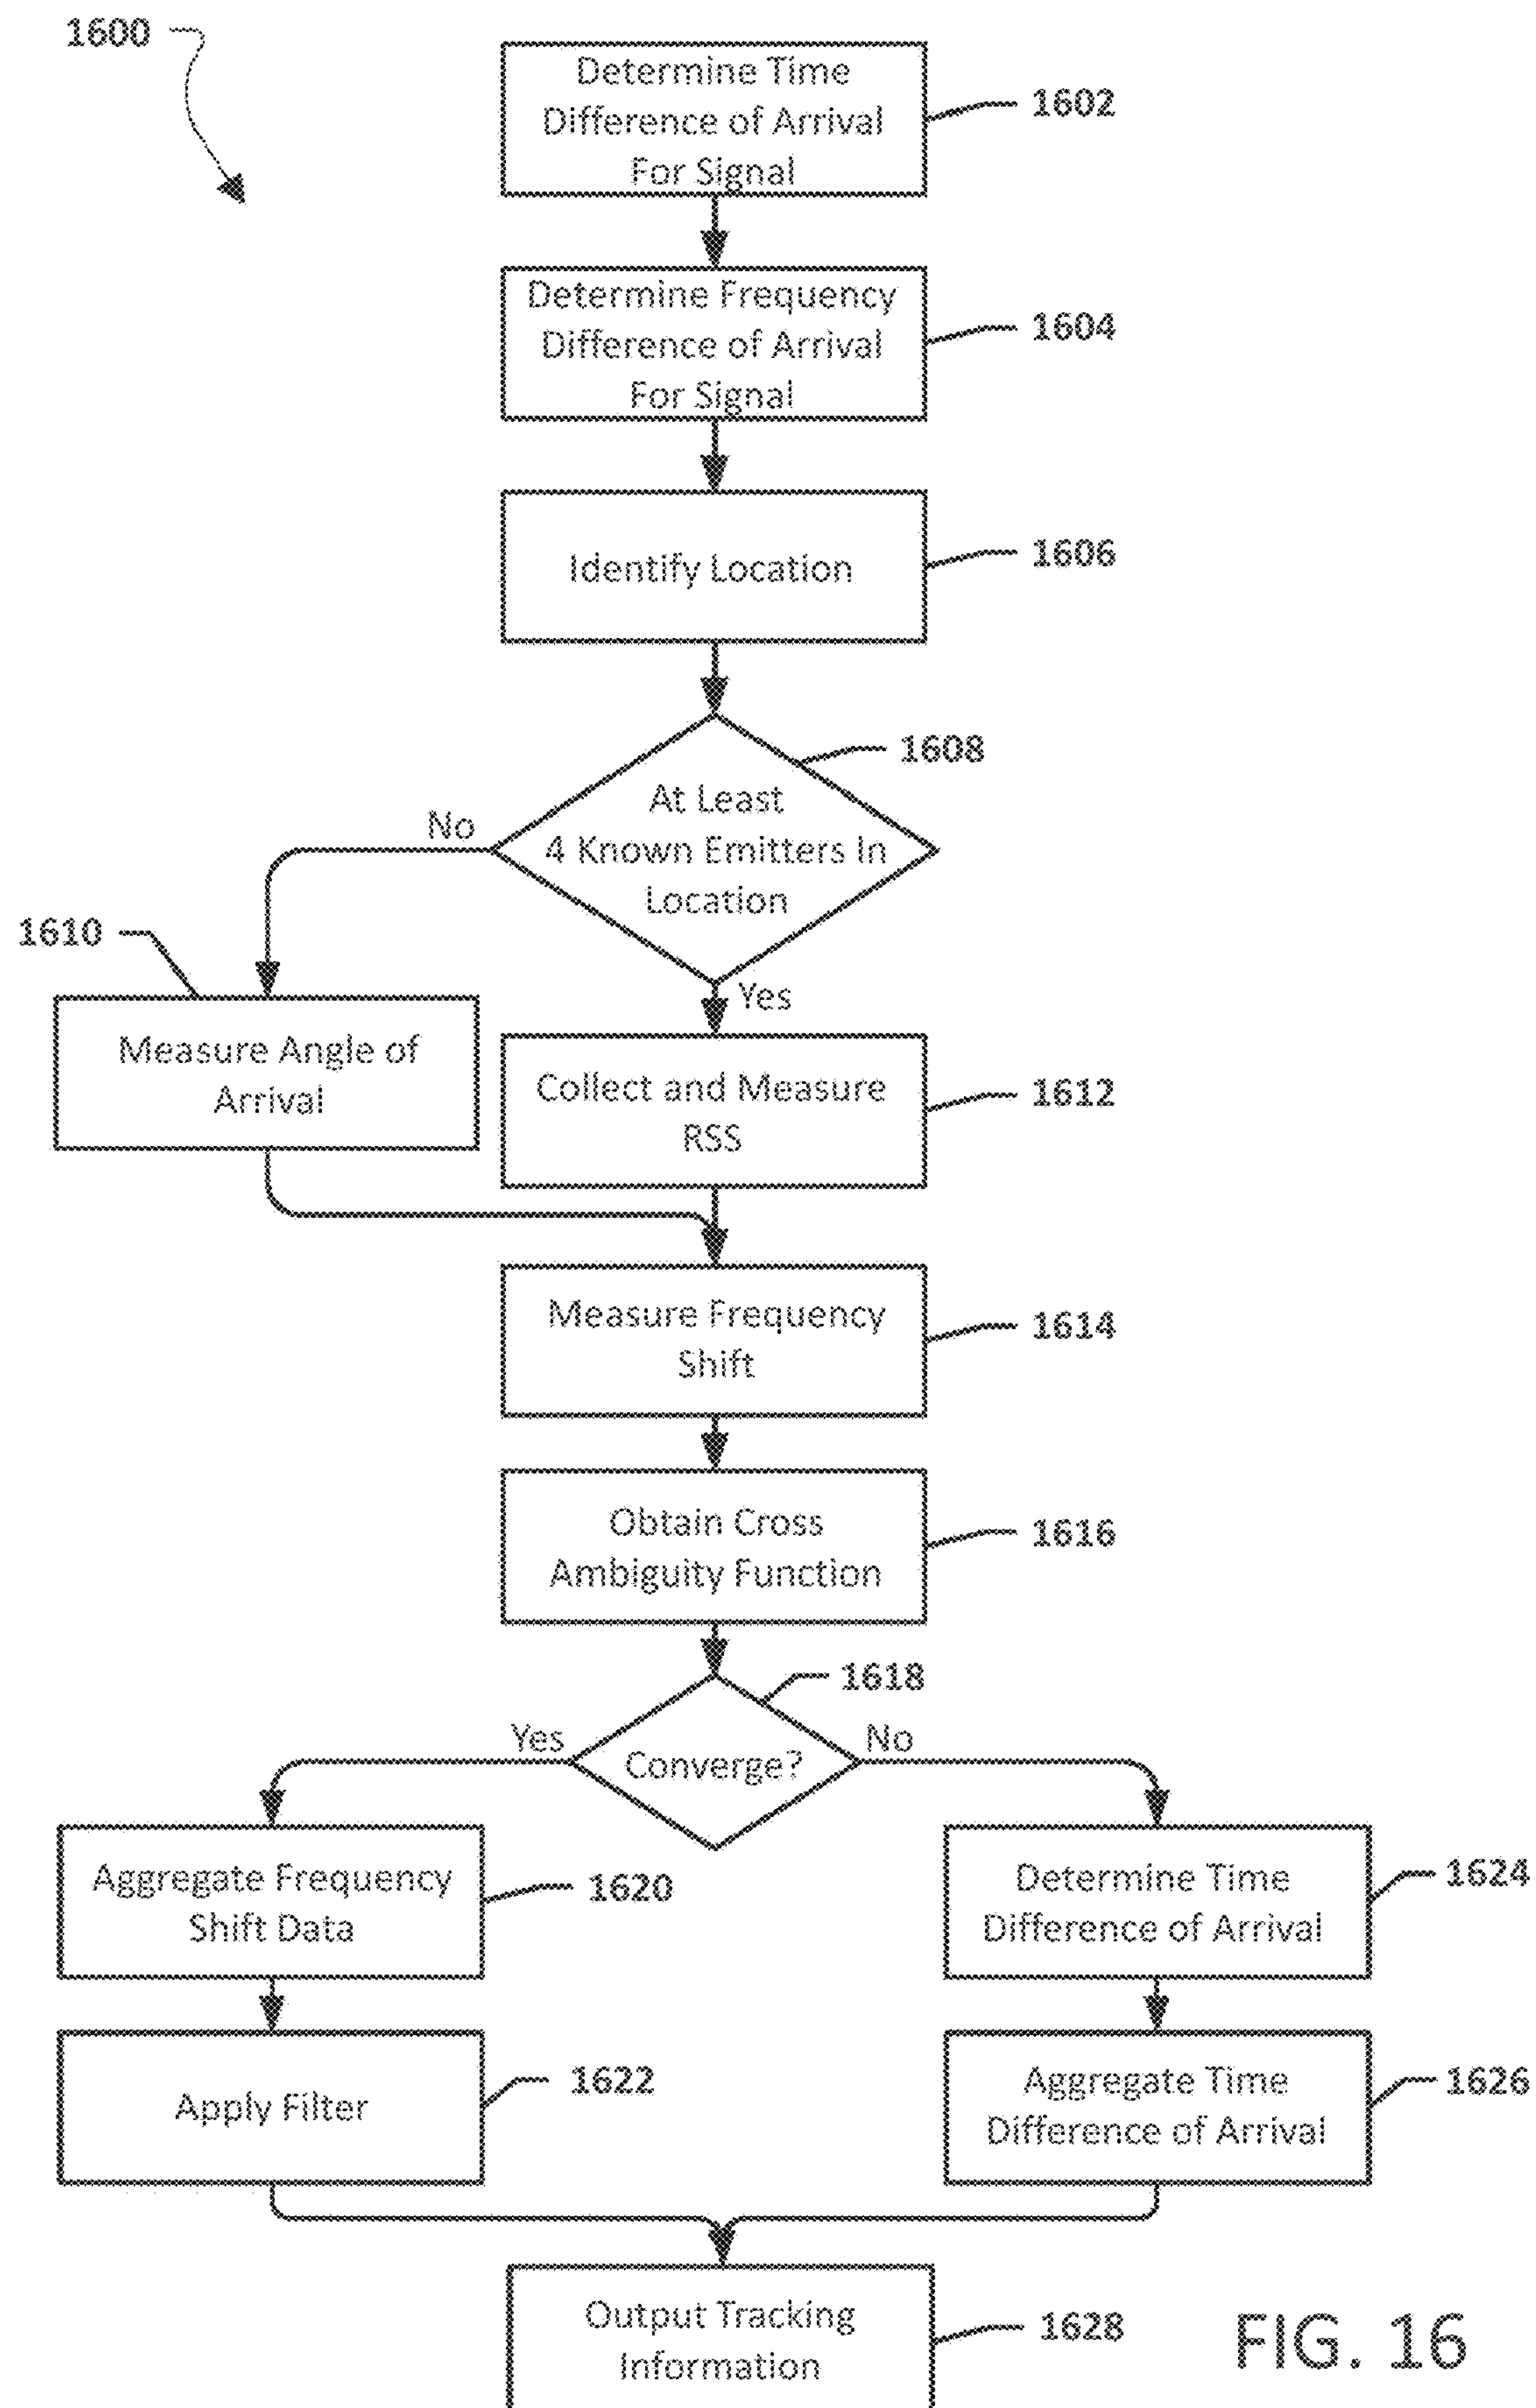 1600
Determine Time
Difference of Arrival
For Signal
1602
Determine Frequency
Difference of Arrival
For Signal
1604
Identify Location
1606
1608
At Least
4 Known Emitters In
Location
No
Yes
1610
Measure Angle of
Arrival
Collect and Measure
RSS
1612
Measure Frequency
Shift
1614
Obtain Cross
Ambiguity Function
1616
1618
Converge?
Yes
No
Aggregate Frequency
Shift Data
1620
Determine Time
Difference of Arrival
1624
Apply Filter
1622
Aggregate Time
Difference of Arrival
1626
Output Tracking
Information
1628
FIG. 16